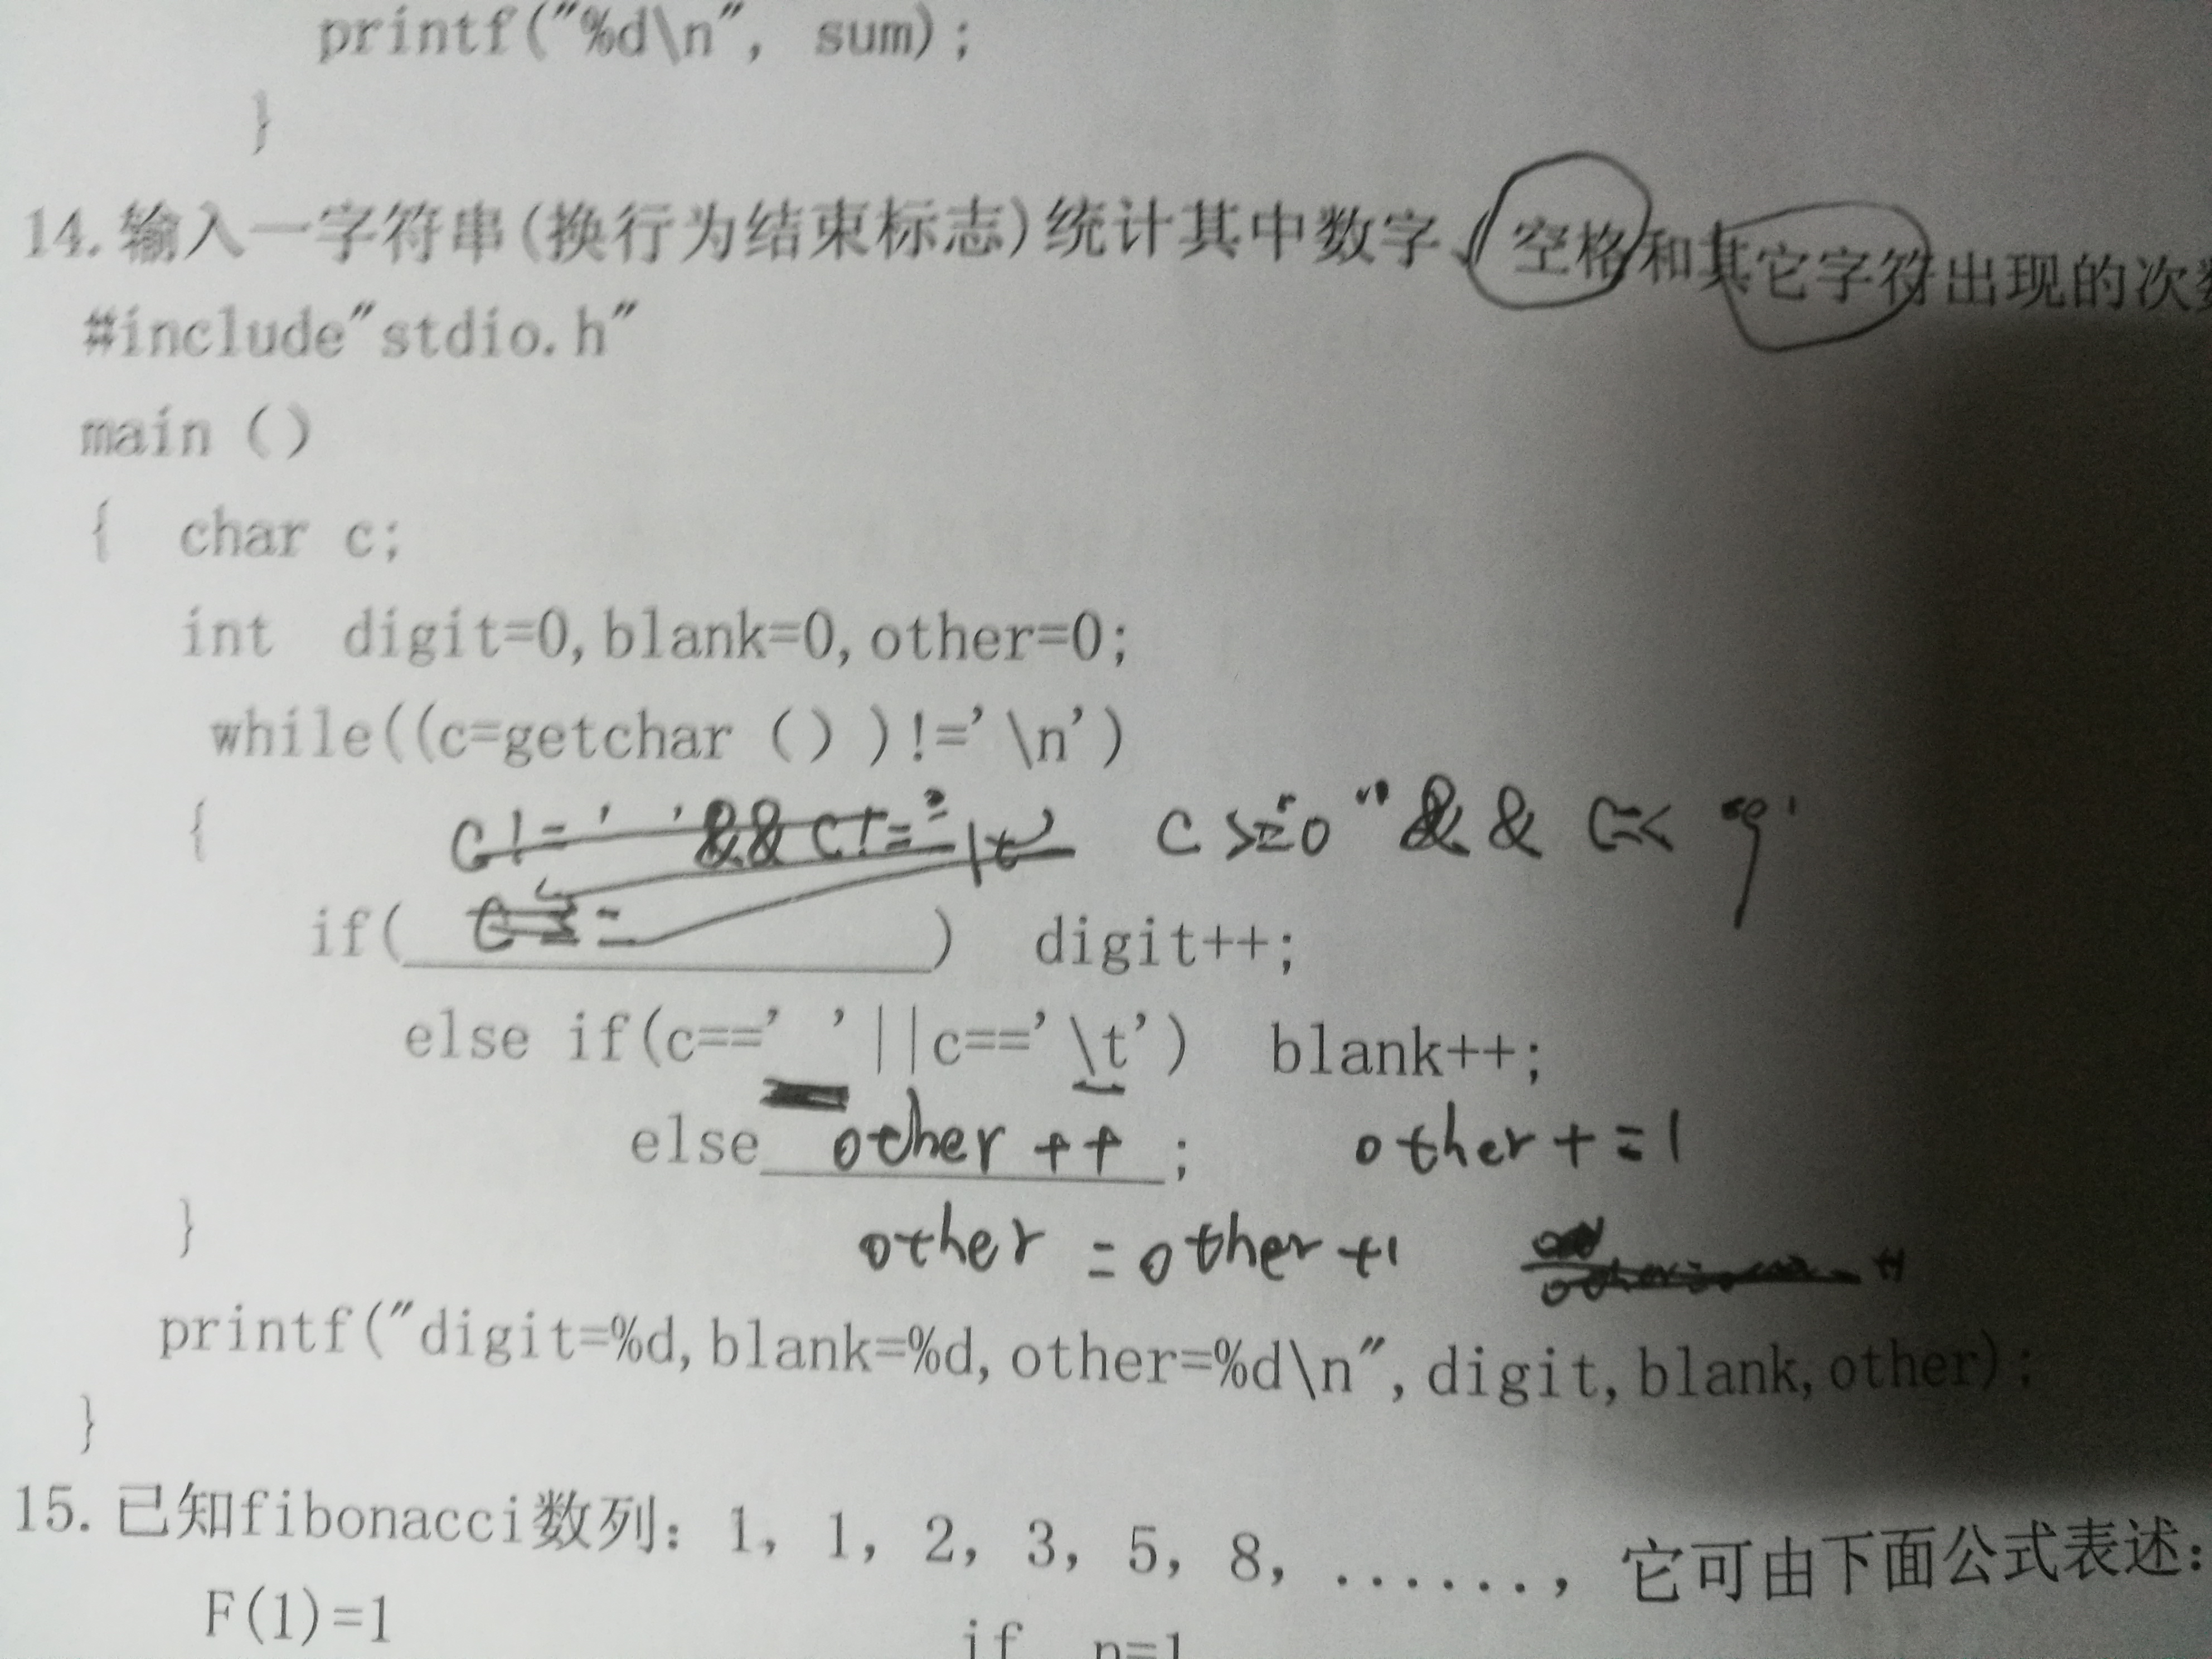 printf("%d\n", sum);
}
14.输入一字符串(换行为结束标志)统计其中数字、空格和其它字符出现的次
#include"stdio.h"
main ()
{ char c;
int digit=0,blank=0,other=0;
while((c=getchar ())!='\n')
{ c!=' '&&c!='\t' c>='0'&& c=<'9'
if( ) digit++;
else if(c==' '||c=='\t') blank++;
else other ++ ; other+=1
} other =other+1
printf("digit=%d,blank=%d,other=%d\n",digit,blank,other);
}
15.已知fibonacci数列: 1, 1, 2, 3, 5, 8, ......, 它可由下面公式表述:
F(1)=1 if n=1